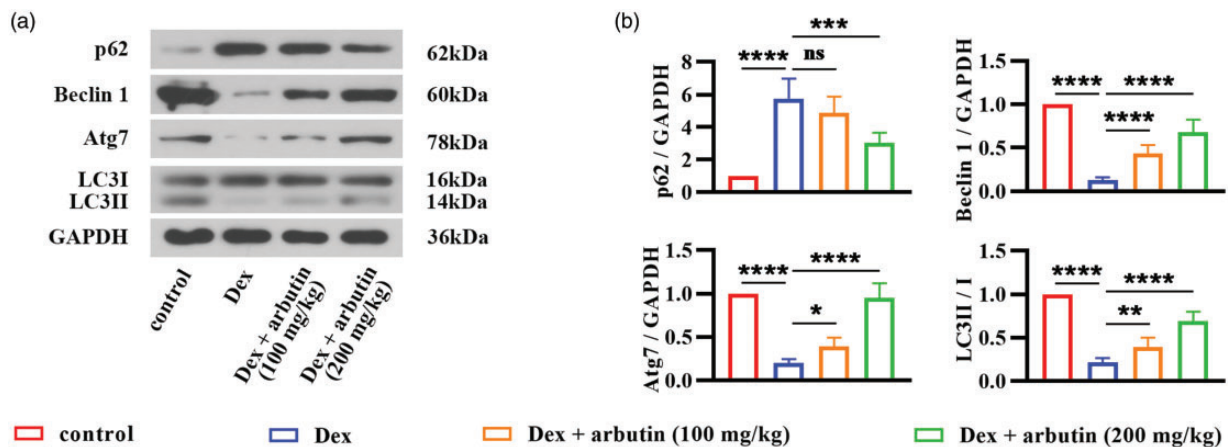 (a)
p62 62kDa
Beclin 1 60kDa
Atg7 78kDa
LC3I 16kDa
LC3II 14kDa
GAPDH 36kDa
control
Dex
Dex + arbutin
(100 mg/kg)
Dex + arbutin
(200 mg/kg)
(b)
p62 / GAPDH
8
6
4
2
0
****
ns
***
Beclin 1 / GAPDH
1.5
1.0
0.5
0.0
****
****
****
Atg7 / GAPDH
1.5
1.0
0.5
0.0
****
*
****
LC3II / I
1.5
1.0
0.5
0.0
****
**
****
control Dex Dex + arbutin (100 mg/kg) Dex + arbutin (200 mg/kg)